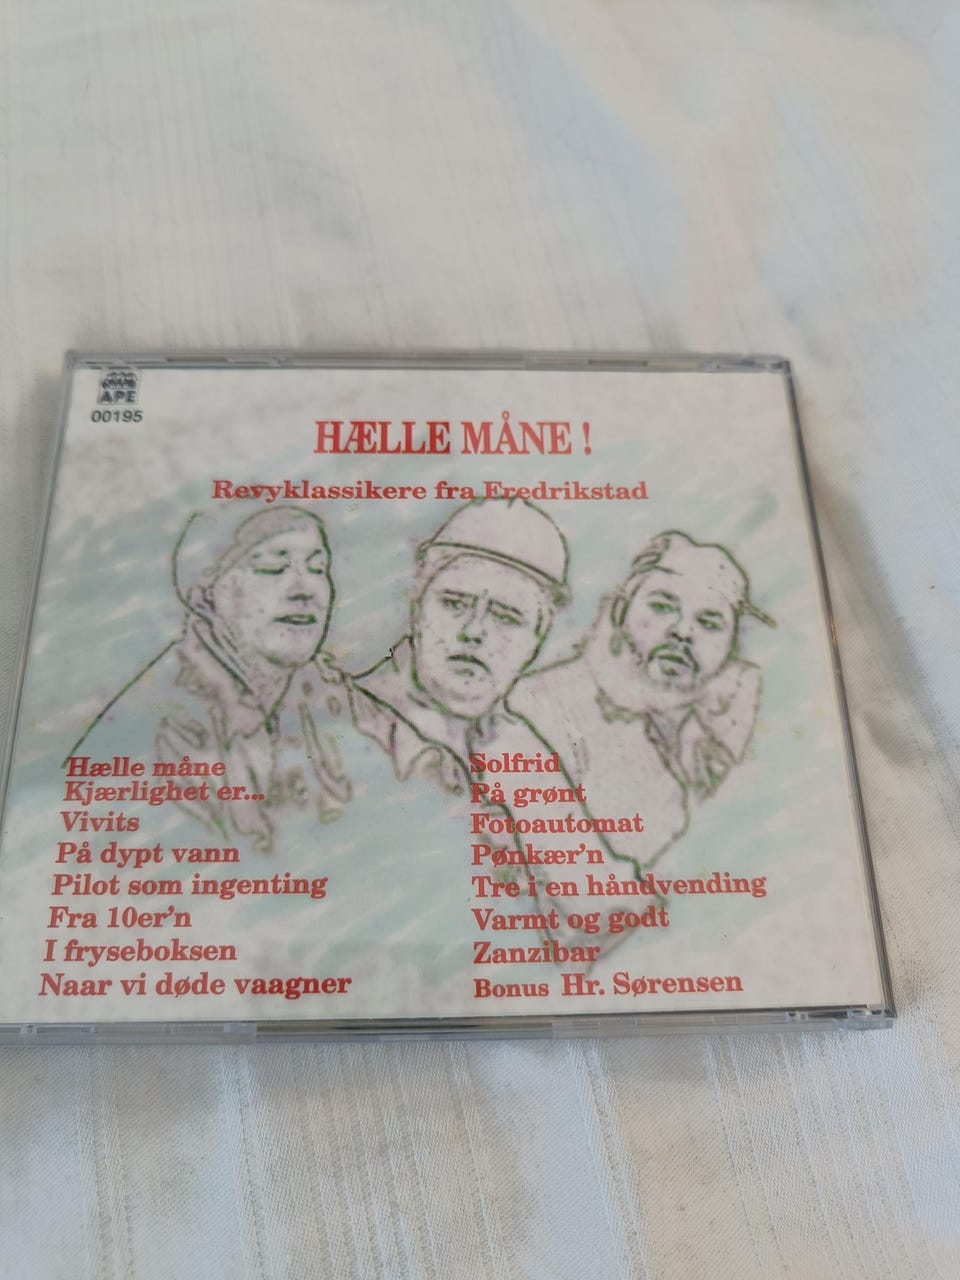 APE
00195
HÆLLE MÅNE !
Revyklassikere fra Fredrikstad
Hælle måne
Kjærlighet er...
Vivits
På dypt vann
Pilot som ingenting
Fra 10er'n
I fryseboksen
Naar vi døde vaagner
Solfrid
På grønt
Fotoautomat
Pønkær'n
Tre i en håndvending
Varmt og godt
Zanzibar
Bonus Hr. Sørensen